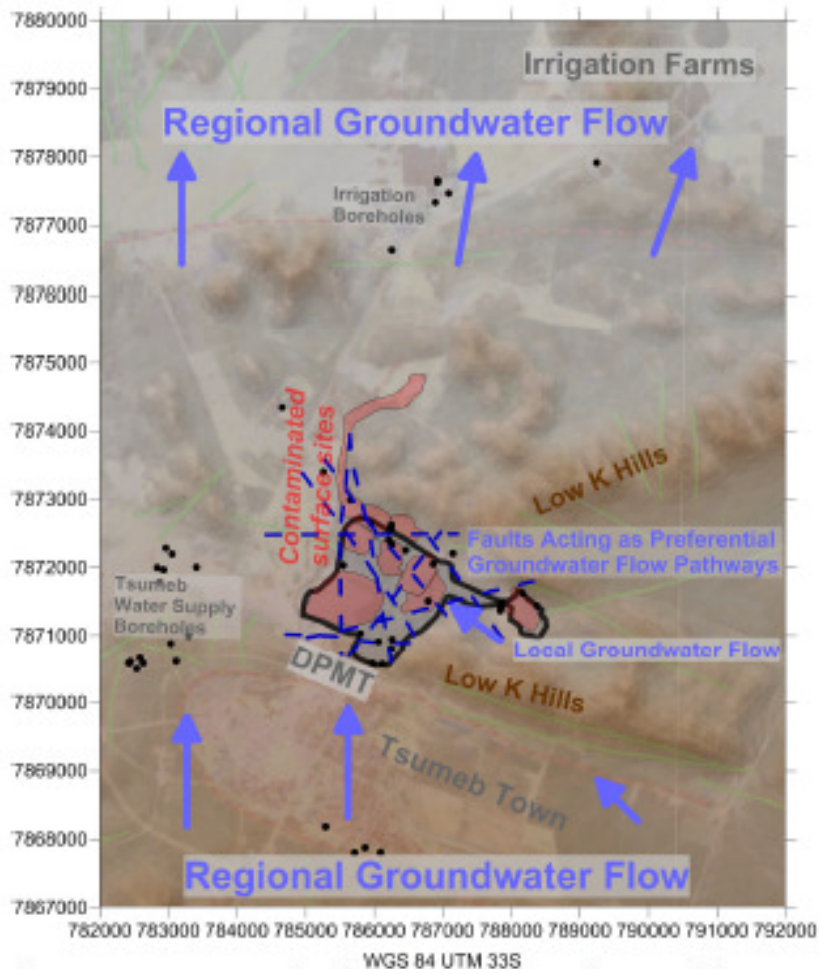 7880000
7879000
7878000
7877000
7876000
7875000
7874000
7873000
7872000
7871000
7870000
7869000
7868000
7867000
Irrigation Farms
Regional Groundwater Flow
Irrigation
Boreholes
Contaminated
surface sites
Low K Hills
Faults Acting as Preferential
Groundwater Flow Pathways
Tsumeb
Water Supply
Boreholes
Local Groundwater Flow
DPMT
Low K Hills
Tsumeb Town
Regional Groundwater Flow
782000 783000 784000 785000 786000 787000 788000 789000 790000 791000 792000
WGS 84 UTM 33S